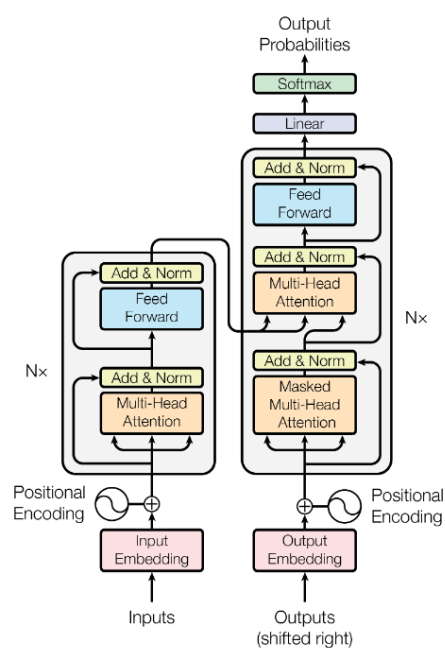 Output
Probabilities
Softmax
Linear
Add & Norm
Feed
Forward
Add & Norm
Multi-Head
Attention
Add & Norm
Masked
Multi-Head
Attention
N×
Add & Norm
Feed
Forward
Add & Norm
Multi-Head
Attention
N×
Positional
Encoding
Input
Embedding
Inputs
Positional
Encoding
Output
Embedding
Outputs
(shifted right)